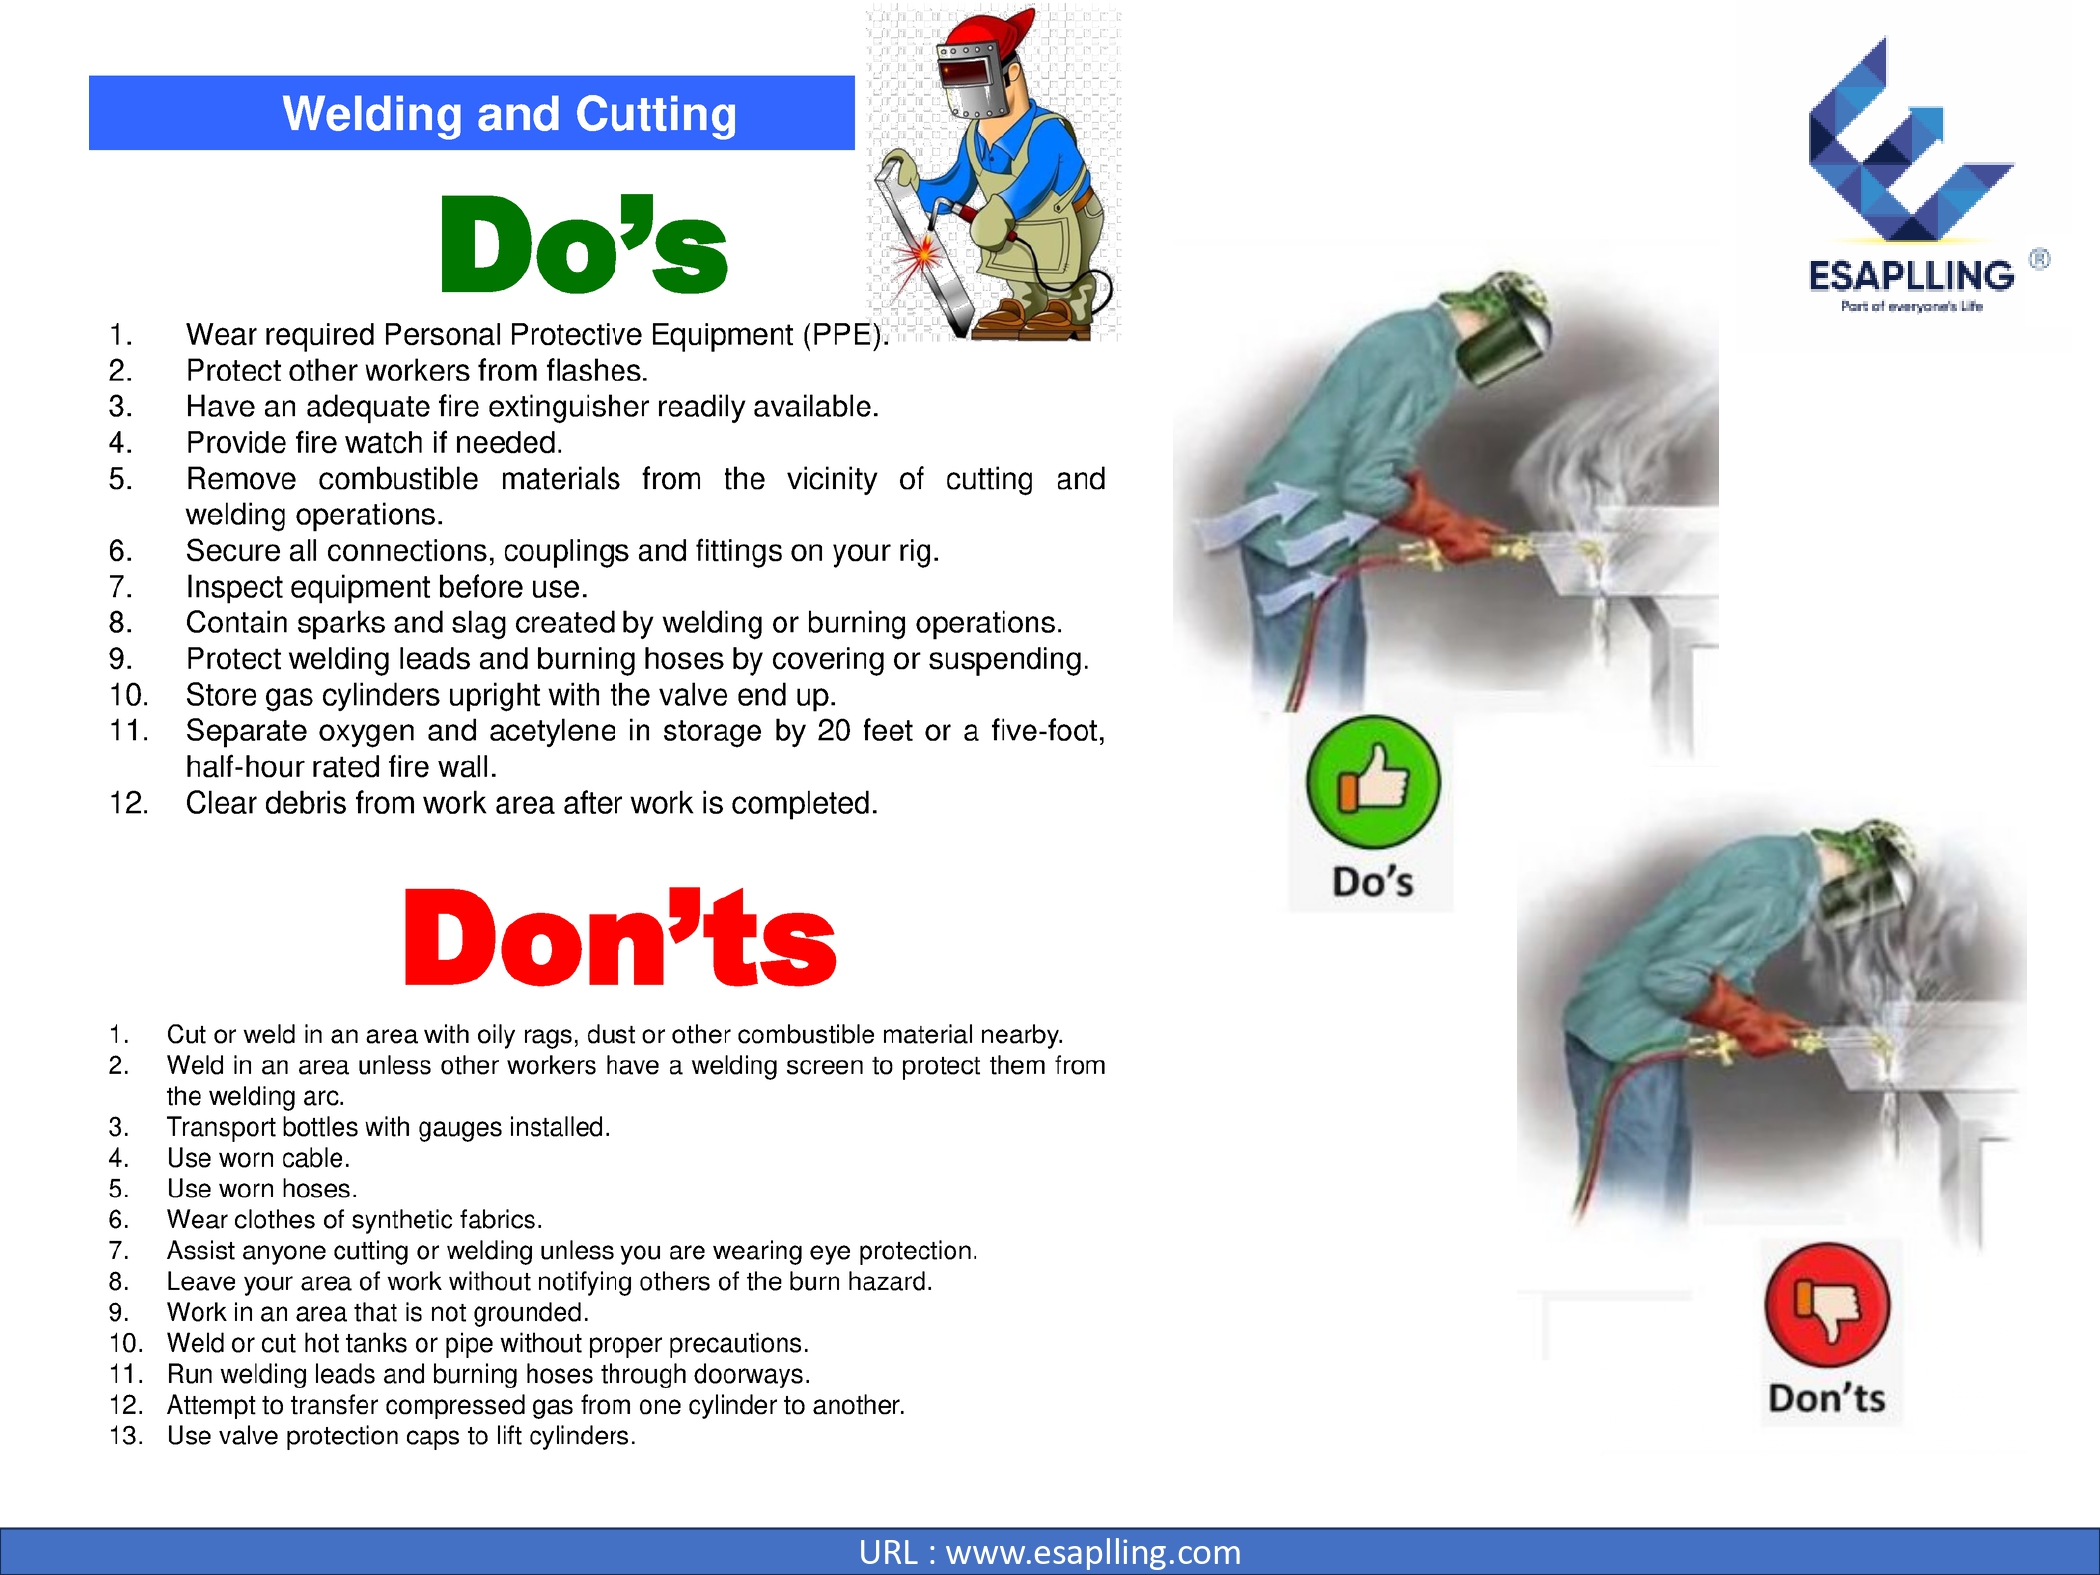 Welding and Cutting
Do's
1. Wear required Personal Protective Equipment (PPE).
2. Protect other workers from flashes.
3. Have an adequate fire extinguisher readily available.
4. Provide fire watch if needed.
5. Remove combustible materials from the vicinity of cutting and
welding operations.
6. Secure all connections, couplings and fittings on your rig.
7. Inspect equipment before use.
8. Contain sparks and slag created by welding or burning operations.
9. Protect welding leads and burning hoses by covering or suspending.
10. Store gas cylinders upright with the valve end up.
11. Separate oxygen and acetylene in storage by 20 feet or a five-foot,
half-hour rated fire wall.
12. Clear debris from work area after work is completed.
Don'ts
1. Cut or weld in an area with oily rags, dust or other combustible material nearby.
2. Weld in an area unless other workers have a welding screen to protect them from
the welding arc.
3. Transport bottles with gauges installed.
4. Use worn cable.
5. Use worn hoses.
6. Wear clothes of synthetic fabrics.
7. Assist anyone cutting or welding unless you are wearing eye protection.
8. Leave your area of work without notifying others of the burn hazard.
9. Work in an area that is not grounded.
10. Weld or cut hot tanks or pipe without proper precautions.
11. Run welding leads and burning hoses through doorways.
12. Attempt to transfer compressed gas from one cylinder to another.
13. Use valve protection caps to lift cylinders.
ESAPLLING ®
Part of everyone's Life
Do's
Don'ts
URL : www.esaplling.com